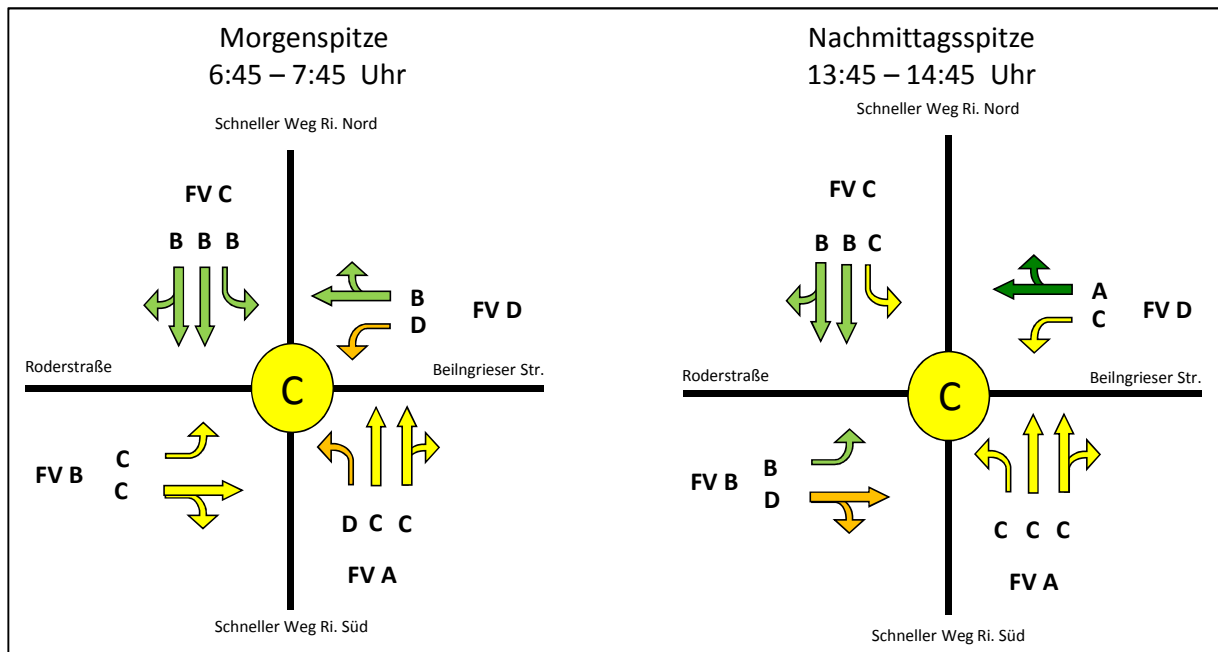 Morgenspitze
6:45 – 7:45 Uhr
Schneller Weg Ri. Nord
FV C
B B B
B
D
FV D
Roderstraße
Beilngrieser Str.
C
FV B
C
C
D C C
FV A
Schneller Weg Ri. Süd
Nachmittagsspitze
13:45 – 14:45 Uhr
Schneller Weg Ri. Nord
FV C
B B C
A
C
FV D
Roderstraße
Beilngrieser Str.
C
FV B
B
D
C C C
FV A
Schneller Weg Ri. Süd